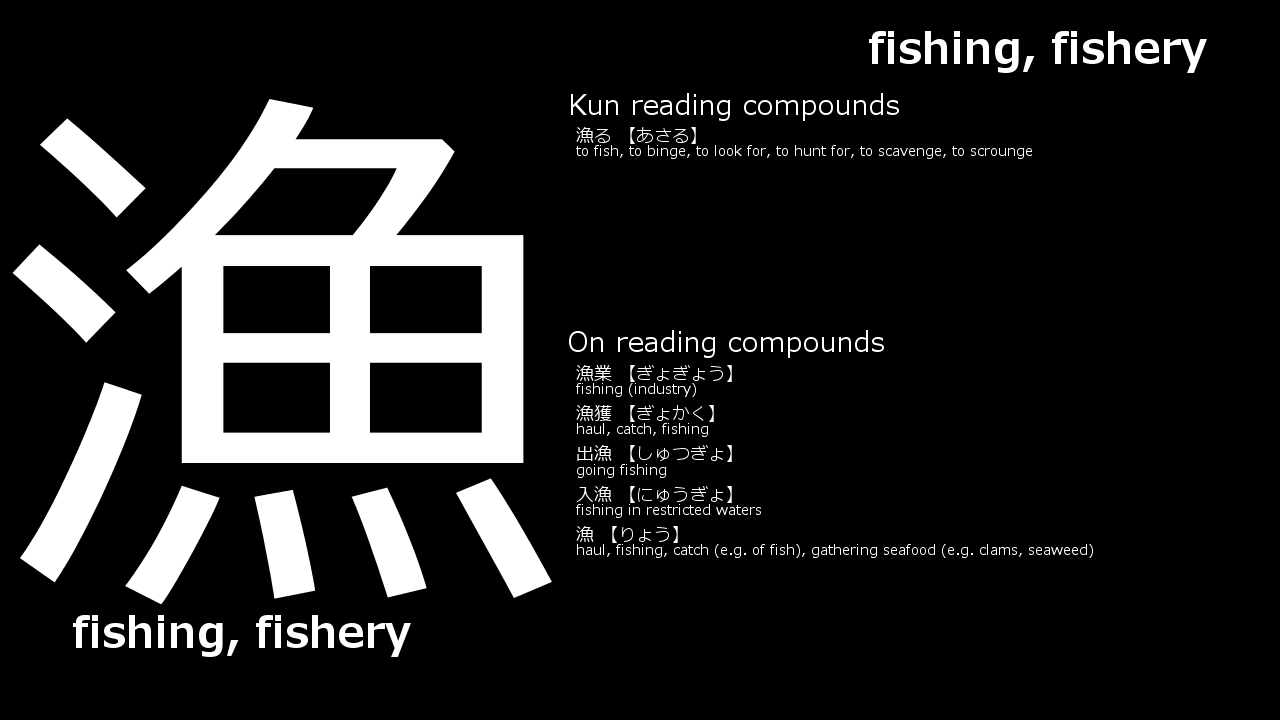 fishing, fishery
漁
Kun reading compounds
漁る 【あさる】
to fish, to binge, to look for, to hunt for, to scavenge, to scrounge
On reading compounds
漁業 【ぎょぎょう】
fishing (industry)
漁獲 【ぎょかく】
haul, catch, fishing
出漁 【しゅつぎょ】
going fishing
入漁 【にゅうぎょ】
fishing in restricted waters
漁 【りょう】
haul, fishing, catch (e.g. of fish), gathering seafood (e.g. clams, seaweed)
fishing, fishery